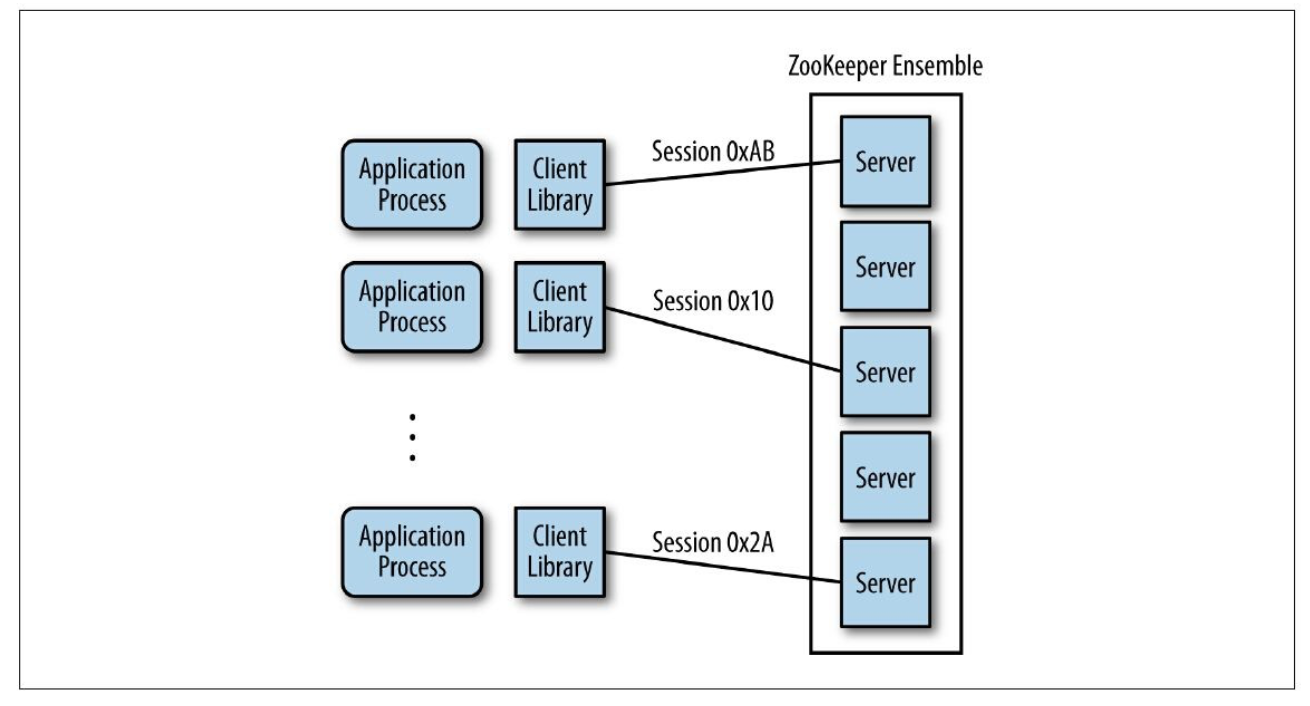 ZooKeeper Ensemble
Application
Process
Client
Library
Session 0xAB
Server
Server
Application
Process
Client
Library
Session 0x10
Server
Server
Application
Process
Client
Library
Session 0x2A
Server